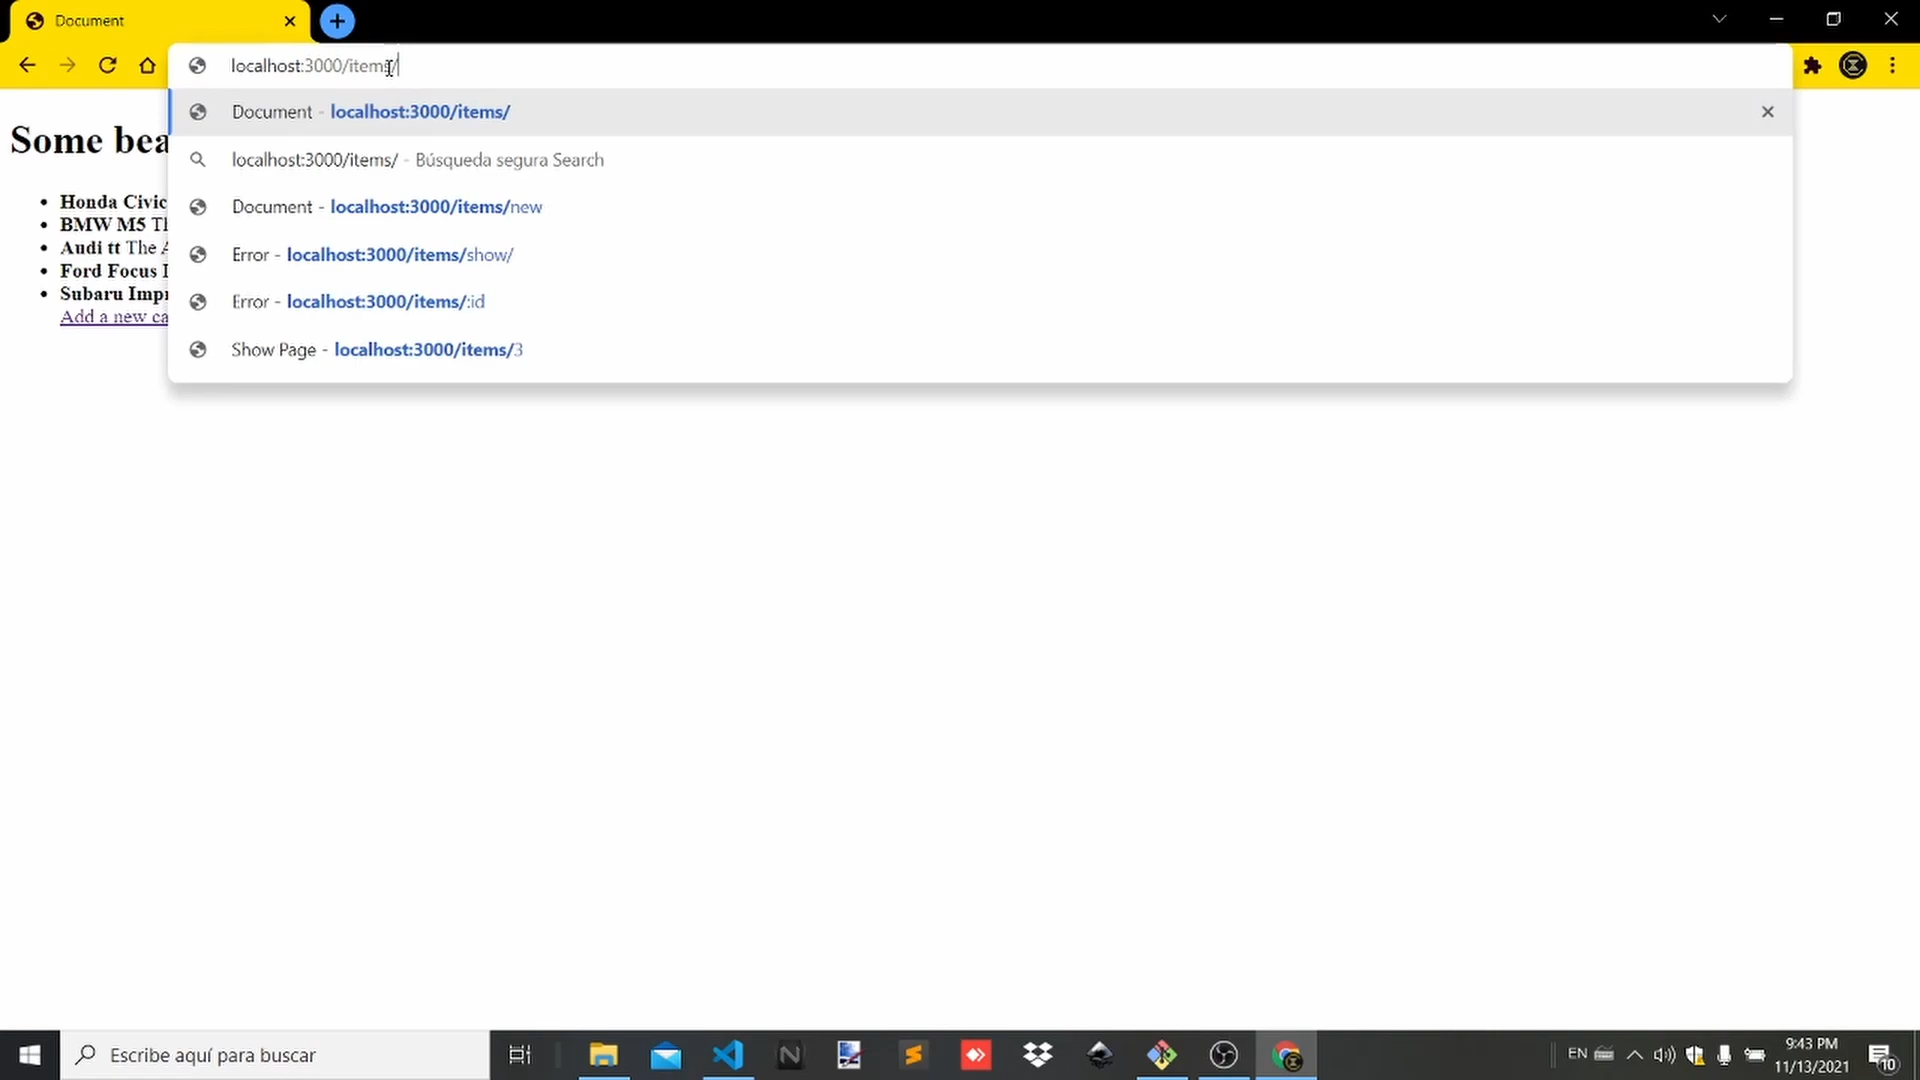 Document
localhost:3000/items/
Document - localhost:3000/items/
localhost:3000/items/ - Búsqueda segura Search
Document - localhost:3000/items/new
Error - localhost:3000/items/show/
Error - localhost:3000/items/:id
Show Page - localhost:3000/items/3
Some bea
Honda Civic
BMW M5
Audi tt The
Ford Focus
Subaru
Add a new
Escribe aquí para buscar
EN
9:43 PM
11/13/2021
10